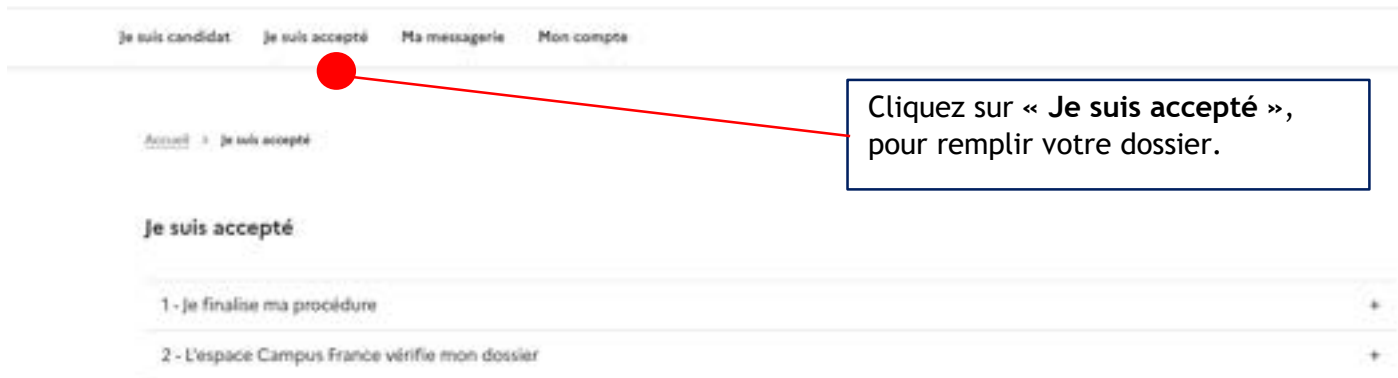 Je suis candidat Je suis accepté Ma messagerie Mon compte
Cliquez sur « Je suis accepté »,
pour remplir votre dossier.
Accueil > Je suis accepté
Je suis accepté
1 - Je finalise ma procédure +
2 - L'espace Campus France vérifie mon dossier +